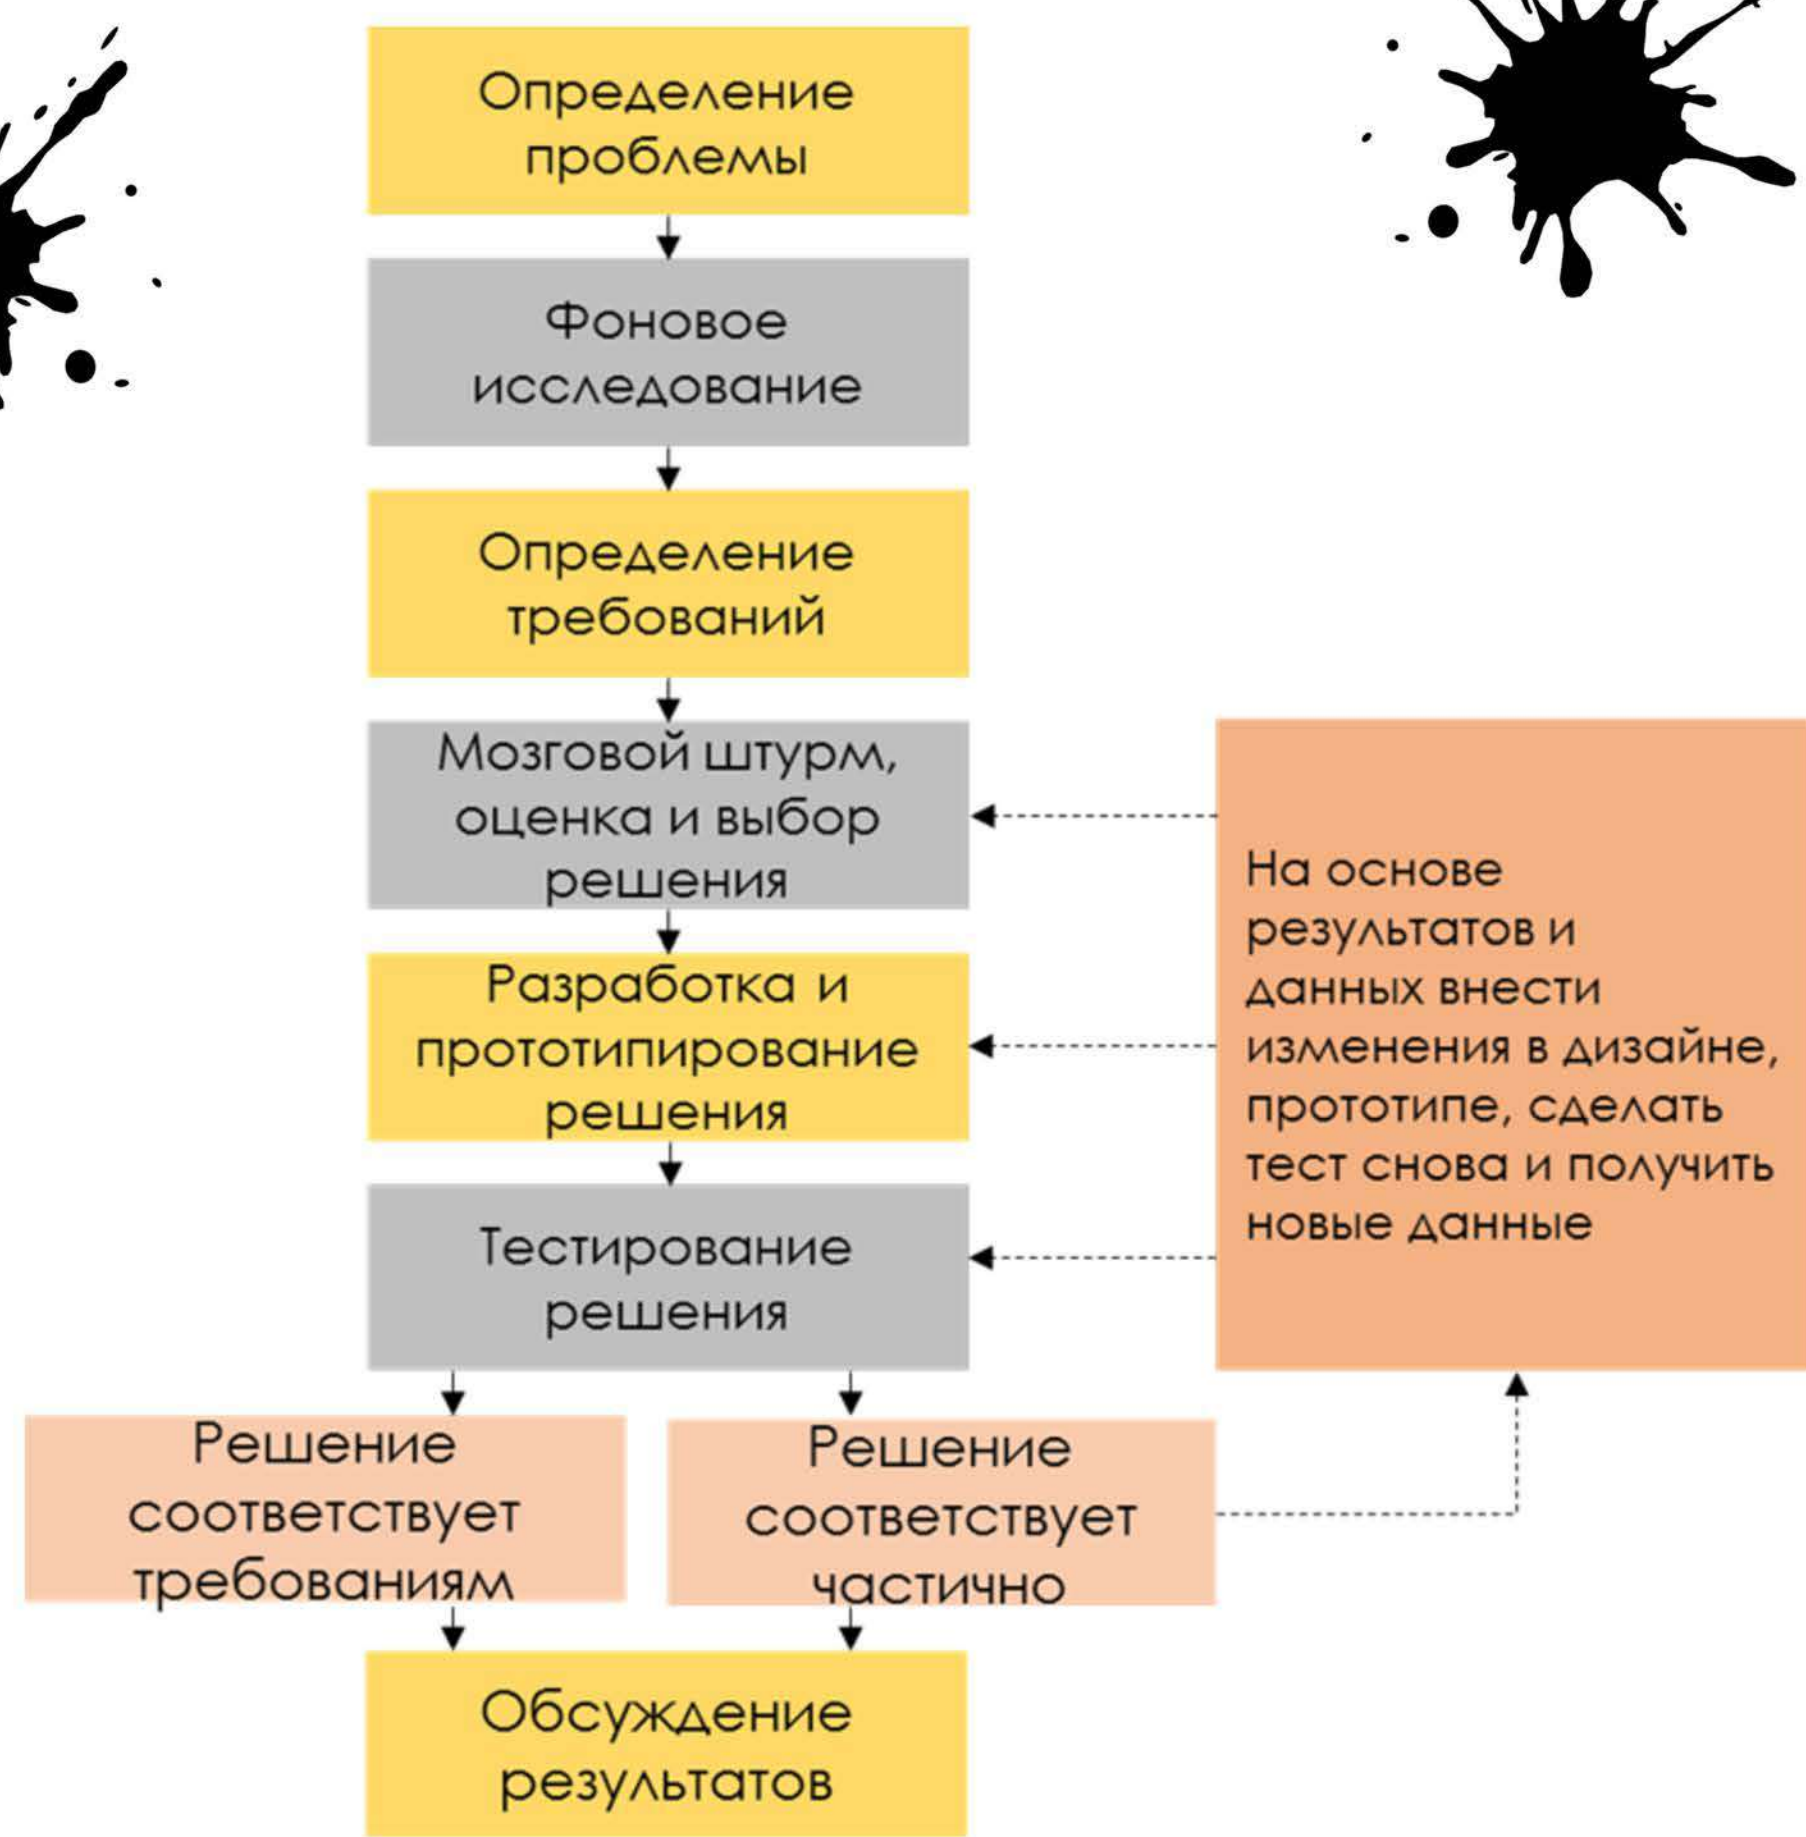 Определение
проблемы
Фоновое
исследование
Определение
требований
Мозговой штурм,
оценка и выбор
решения
Разработка и
прототипирование
решения
Тестирование
решения
На основе
результатов и
данных внести
изменения в дизайне,
прототипе, сделать
тест снова и получить
новые данные
Решение
соответствует
требованиям
Решение
соответствует
частично
Обсуждение
результатов